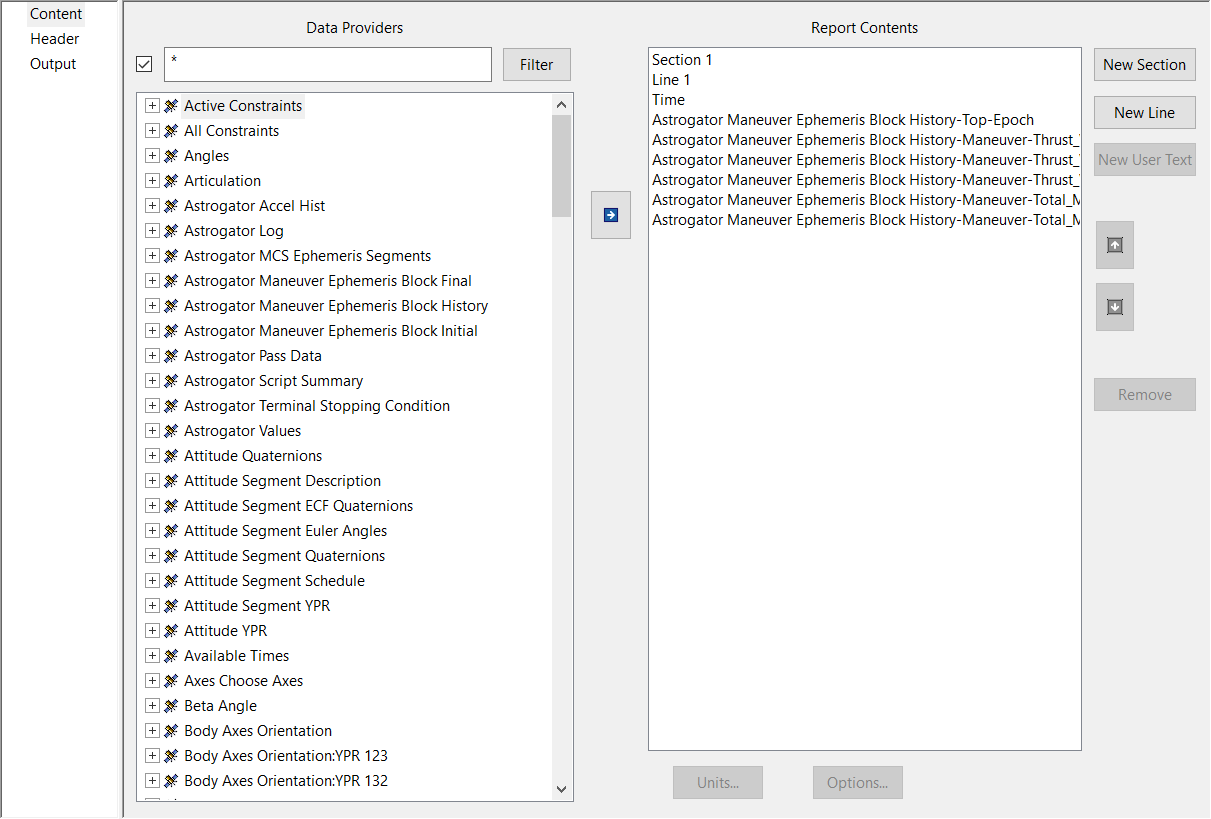 Content
Header
Output
Data Providers
*
Filter
Active Constraints
All Constraints
Angles
Articulation
Astrogator Accel Hist
Astrogator Log
Astrogator MCS Ephemeris Segments
Astrogator Maneuver Ephemeris Block Final
Astrogator Maneuver Ephemeris Block History
Astrogator Maneuver Ephemeris Block Initial
Astrogator Pass Data
Astrogator Script Summary
Astrogator Terminal Stopping Condition
Astrogator Values
Attitude Quaternions
Attitude Segment Description
Attitude Segment ECF Quaternions
Attitude Segment Euler Angles
Attitude Segment Quaternions
Attitude Segment Schedule
Attitude Segment YPR
Attitude YPR
Available Times
Axes Choose Axes
Beta Angle
Body Axes Orientation
Body Axes Orientation:YPR 123
Body Axes Orientation:YPR 132
Report Contents
Section 1
Line 1
Time
Astrogator Maneuver Ephemeris Block History-Top-Epoch
Astrogator Maneuver Ephemeris Block History-Maneuver-Thrust_
Astrogator Maneuver Ephemeris Block History-Maneuver-Thrust_
Astrogator Maneuver Ephemeris Block History-Maneuver-Thrust_
Astrogator Maneuver Ephemeris Block History-Maneuver-Total_M
Astrogator Maneuver Ephemeris Block History-Maneuver-Total_M
New Section
New Line
New User Text
Remove
Units...
Options...